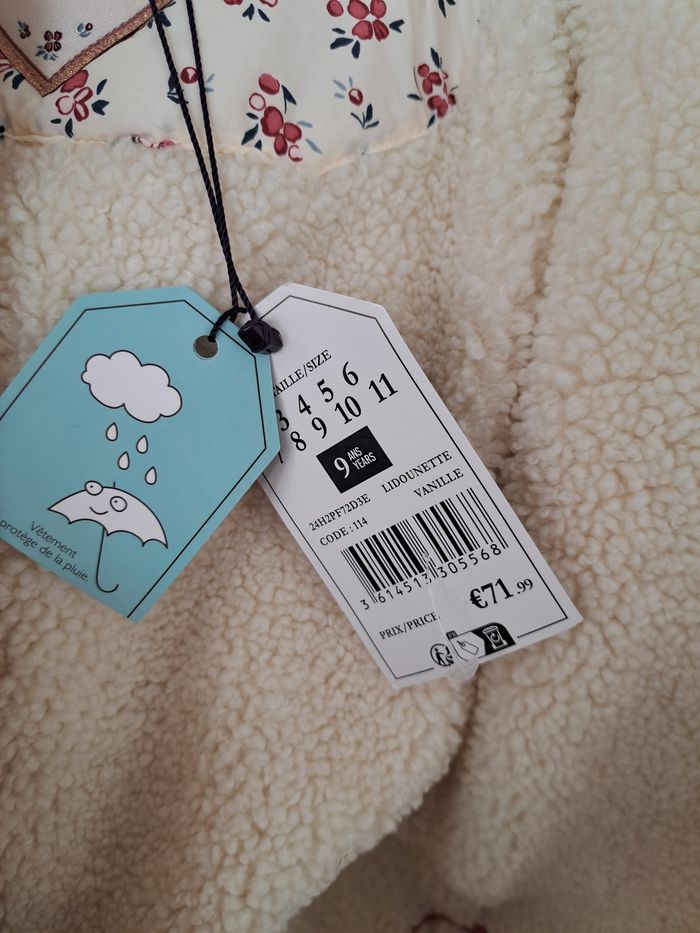 Vêtement
protège de la pluie.
TAILLE/SIZE
3 4 5 6
8 9 10 11
9 ANS
YEARS
24H2PF72D3E LIDOUNETTE
CODE : 114 VANILLE
3 614513 305568
PRIX/PRICE €71.99
FR